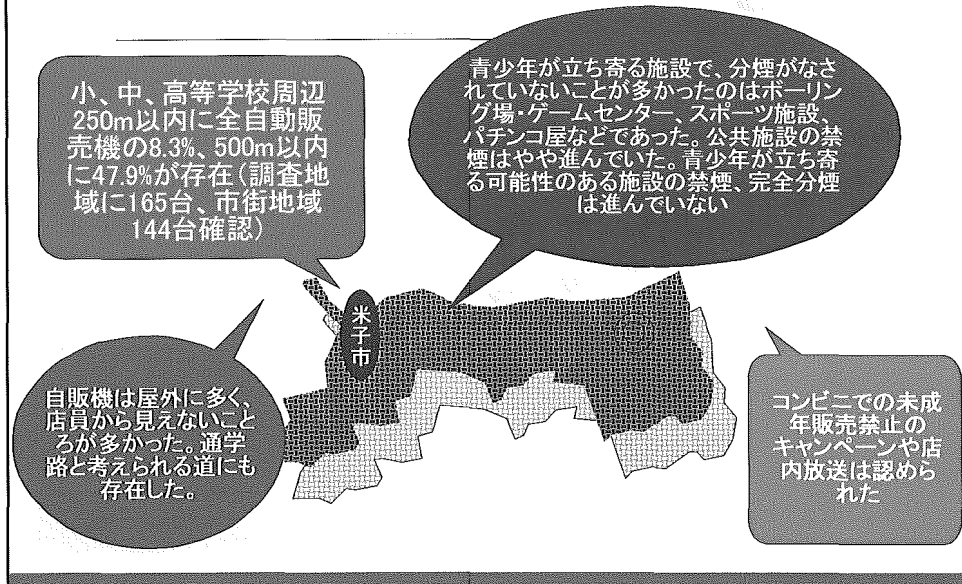 小、中、高等学校周辺
250m以内に全自動販
売機の8.3%、500m以内
に47.9%が存在(調査地
域に165台、市街地域
144台確認)
青少年が立ち寄る施設で、分煙がなさ
れていないことが多かったのはボーリン
グ場・ゲームセンター、スポーツ施設、
パチンコ屋などであった。公共施設の禁
煙はやや進んでいた。青少年が立ち寄
る可能性のある施設の禁煙、完全分煙
は進んでいない
米子市
自販機は屋外に多く、
店員から見えないとこ
ろが多かった。通学
路と考えられる道にも
存在した。
コンビニでの未成
年販売禁止の
キャンペーンや店
内放送は認めら
れた